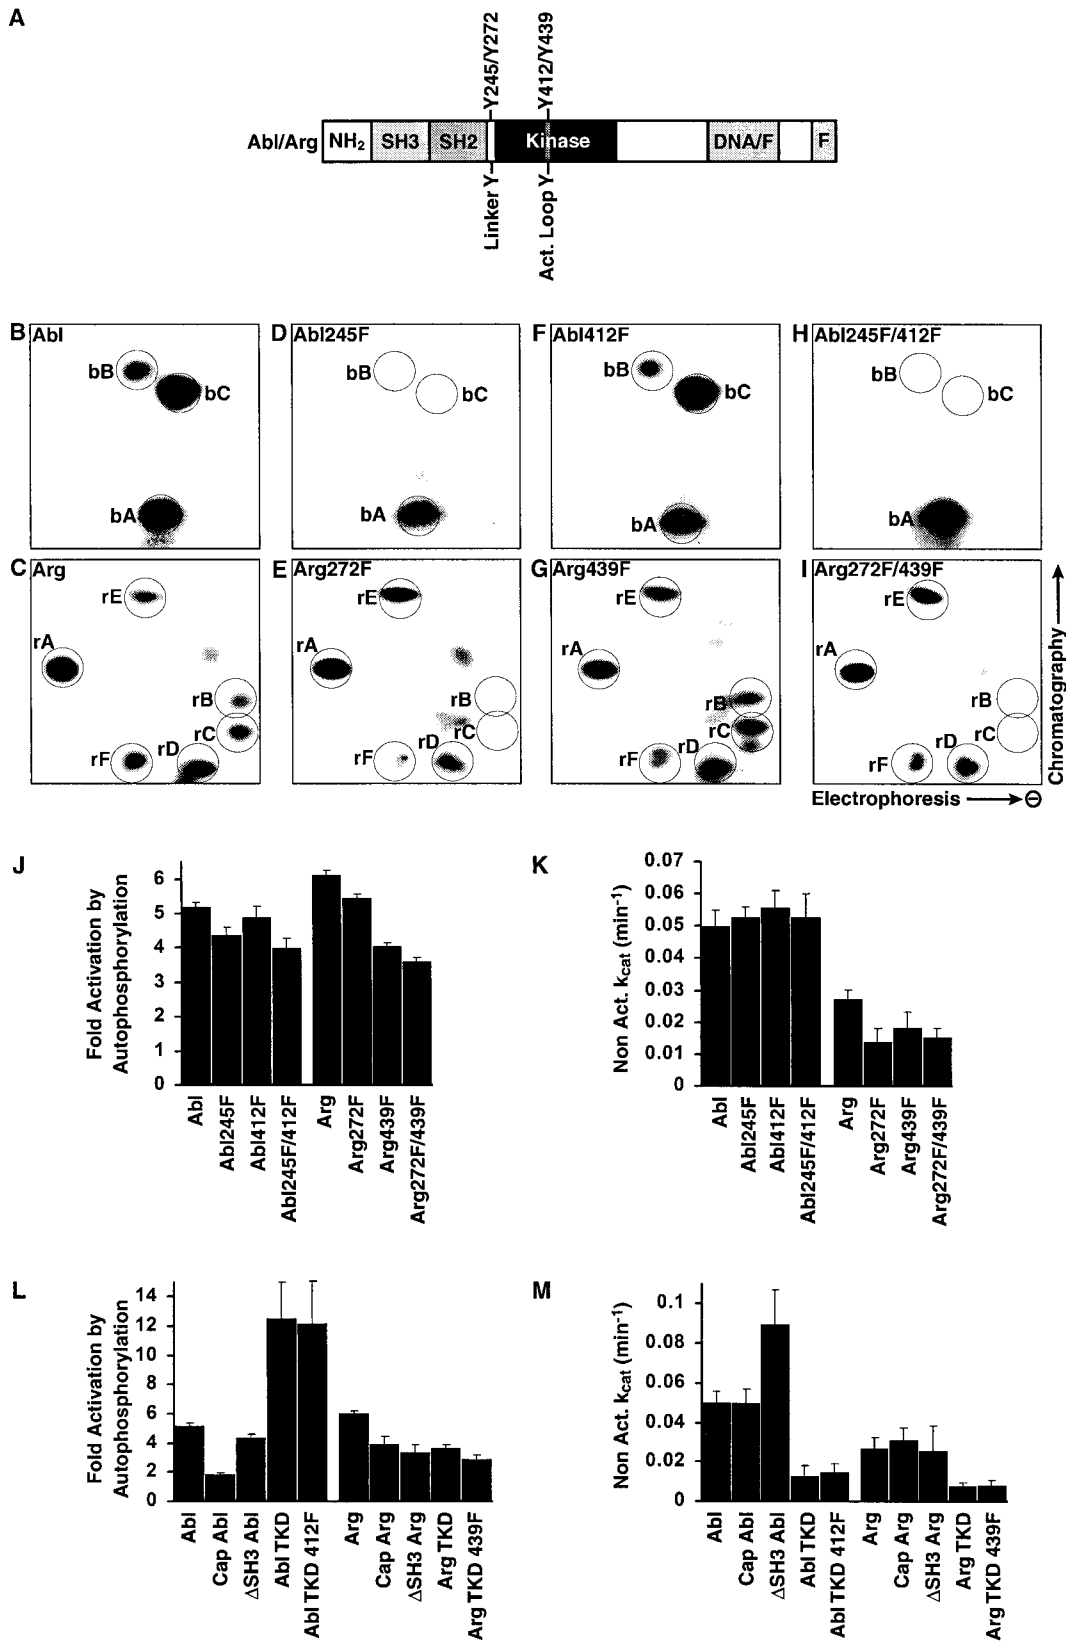 A
Y245/Y272
Y412/Y439
Abl/Arg NH2 SH3 SH2 Kinase DNA/F F
Linker Y
Act. Loop Y
B Abl
bB
bC
bA
D Abl245F
bB
bC
bA
F Abl412F
bB
bC
bA
H Abl245F/412F
bB
bC
bA
C Arg
rE
rA
rB
rC
rD
rF
E Arg272F
rE
rA
rB
rC
rD
rF
G Arg439F
rE
rA
rB
rC
rD
rF
I Arg272F/439F
rE
rA
rB
rC
rD
rF
Chromatography
Electrophoresis
J
Fold Activation by
Autophosphorylation
6
5
4
3
2
1
0
Abl
Abl245F
Abl412F
Abl245F/412F
Arg
Arg272F
Arg439F
Arg272F/439F
K
Non Act. kcat (min-1)
0.07
0.06
0.05
0.04
0.03
0.02
0.01
0
Abl
Abl245F
Abl412F
Abl245F/412F
Arg
Arg272F
Arg439F
Arg272F/439F
L
Fold Activation by
Autophosphorylation
14
12
10
8
6
4
2
0
Abl
Cap Abl
ΔSH3 Abl
Abl TKD
Abl TKD 412F
Arg
Cap Arg
ΔSH3 Arg
Arg TKD
Arg TKD 439F
M
Non Act. kcat (min-1)
0.1
0.08
0.06
0.04
0.02
0
Abl
Cap Abl
ΔSH3 Abl
Abl TKD
Abl TKD 412F
Arg
Cap Arg
ΔSH3 Arg
Arg TKD
Arg TKD 439F